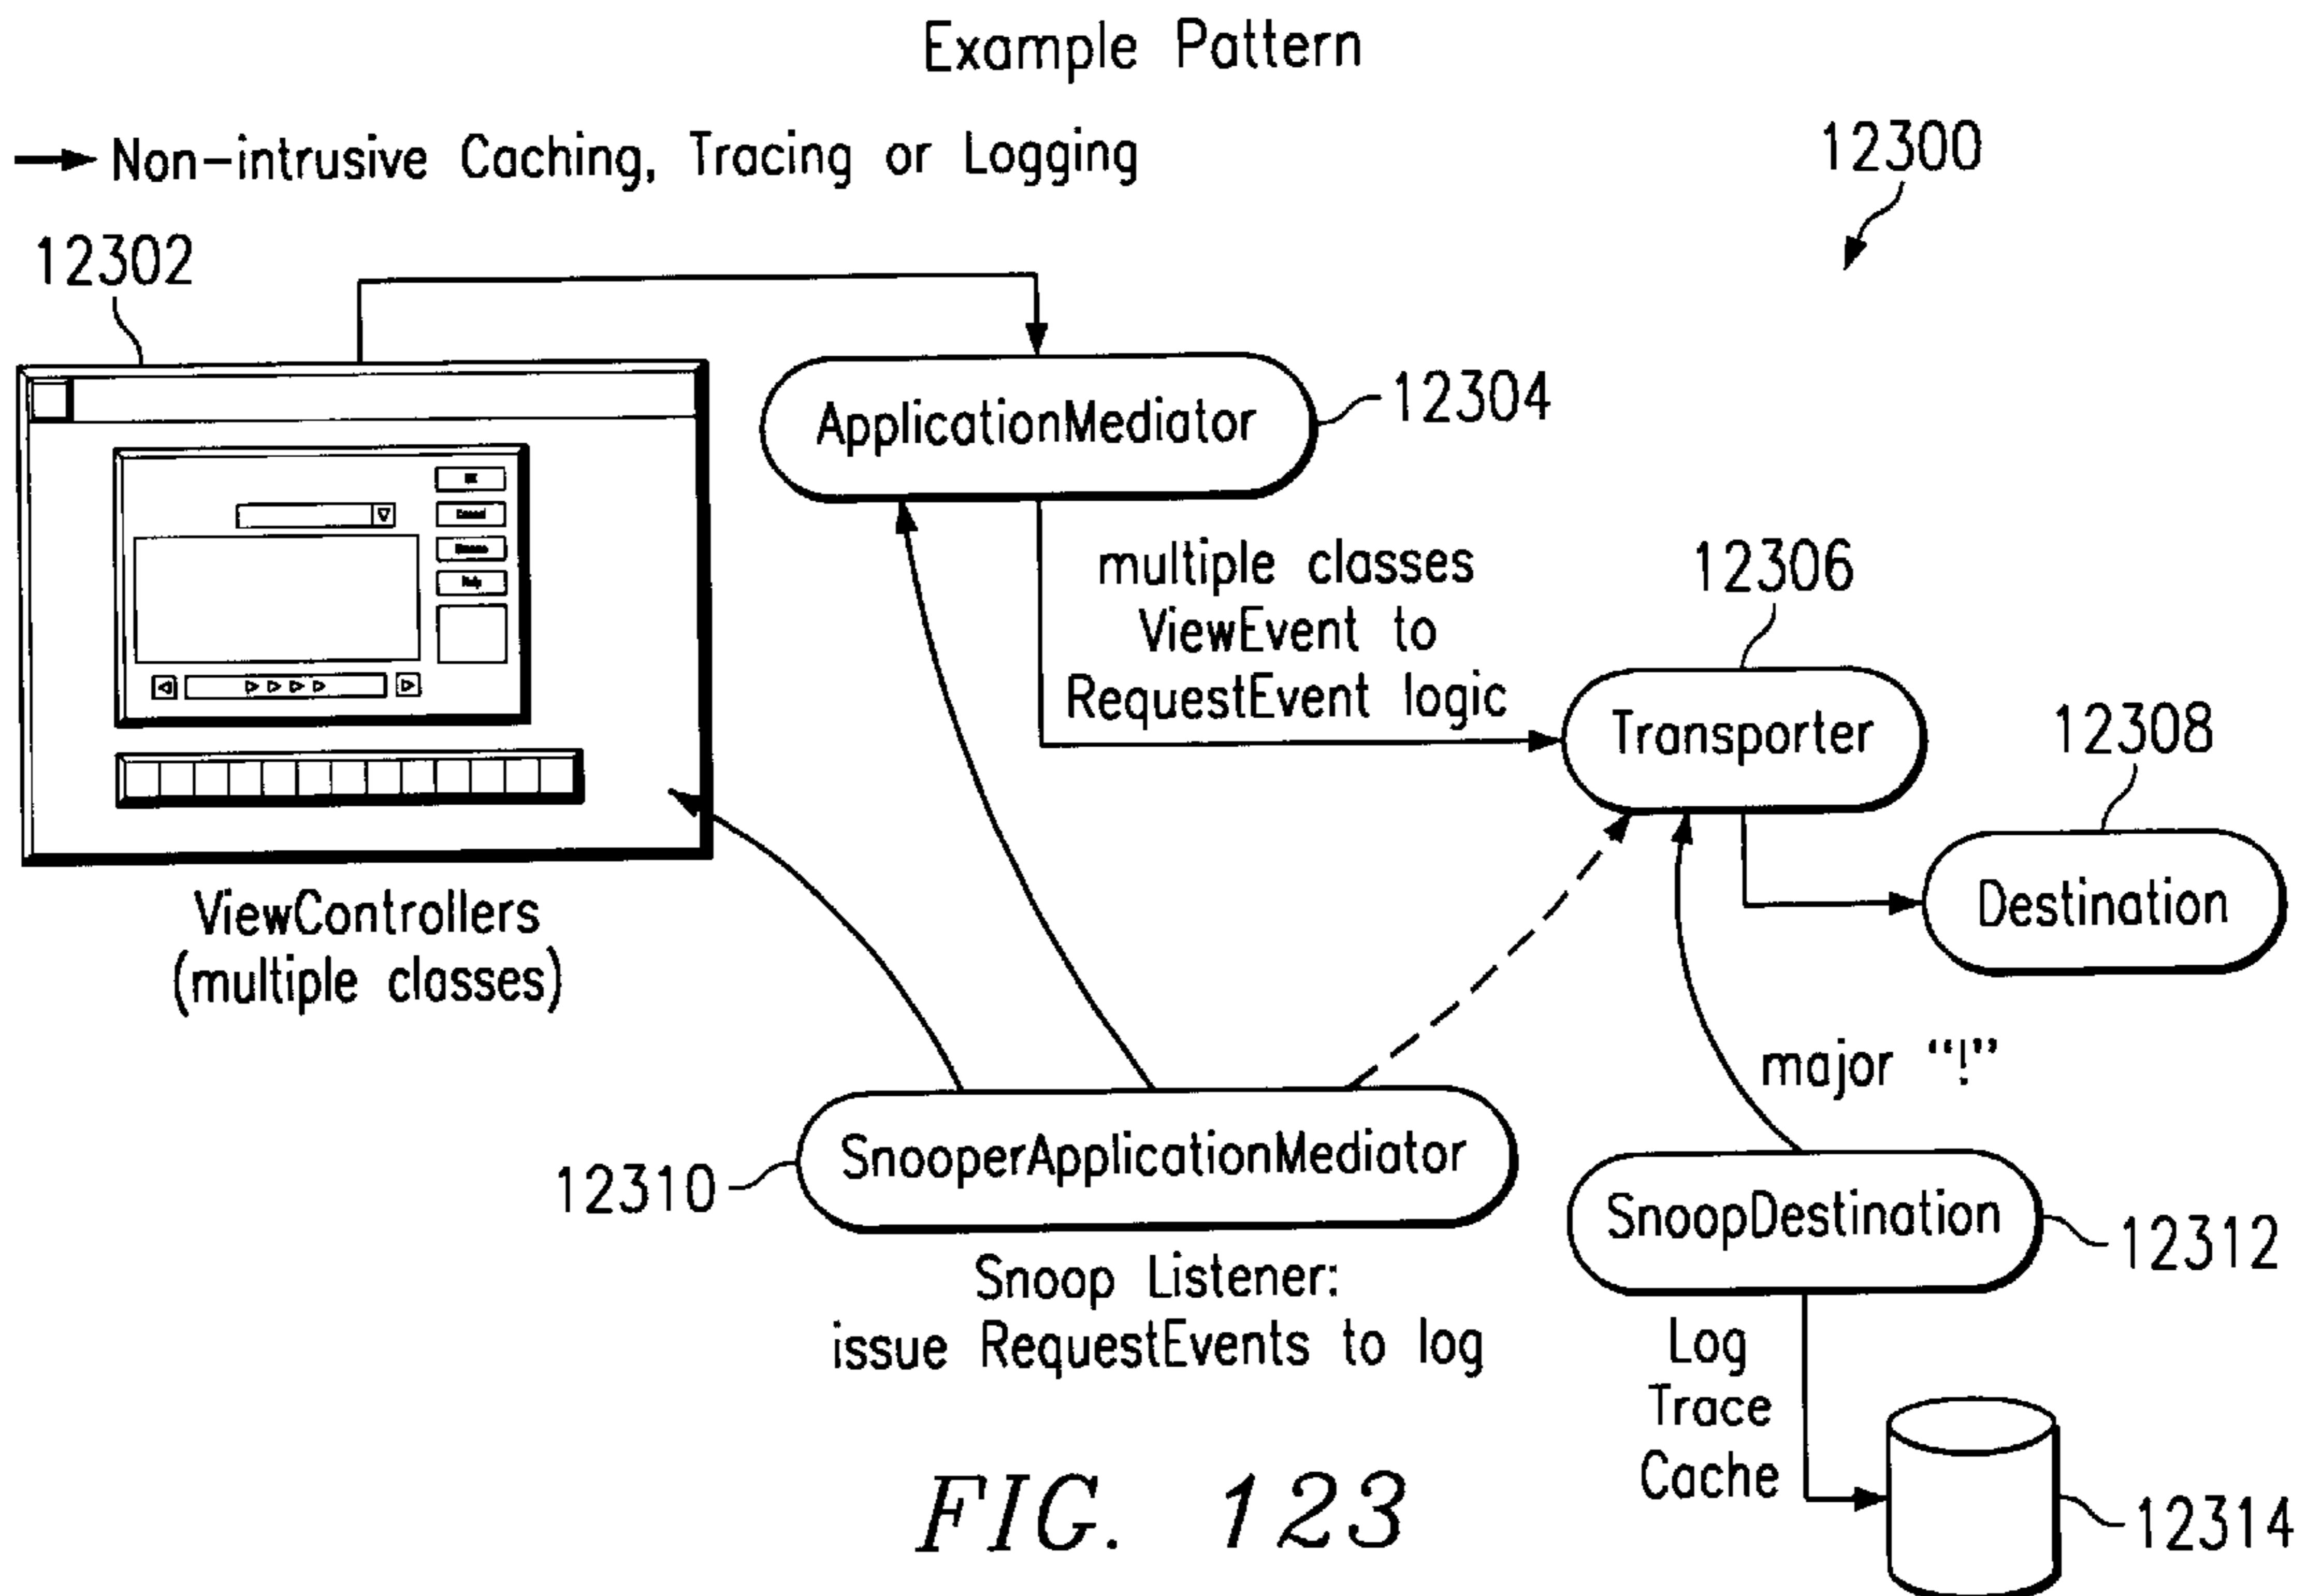 Example Pattern
Non-intrusive Caching, Tracing or Logging
12300
12302
ApplicationMediator
12304
multiple classes
ViewEvent to
RequestEvent logic
12306
Transporter
12308
Destination
ViewControllers
(multiple classes)
major "!"
SnooperApplicationMediator
12310
Snoop Listener:
issue RequestEvents to log
SnoopDestination
12312
Log
Trace
Cache
12314
FIG. 123